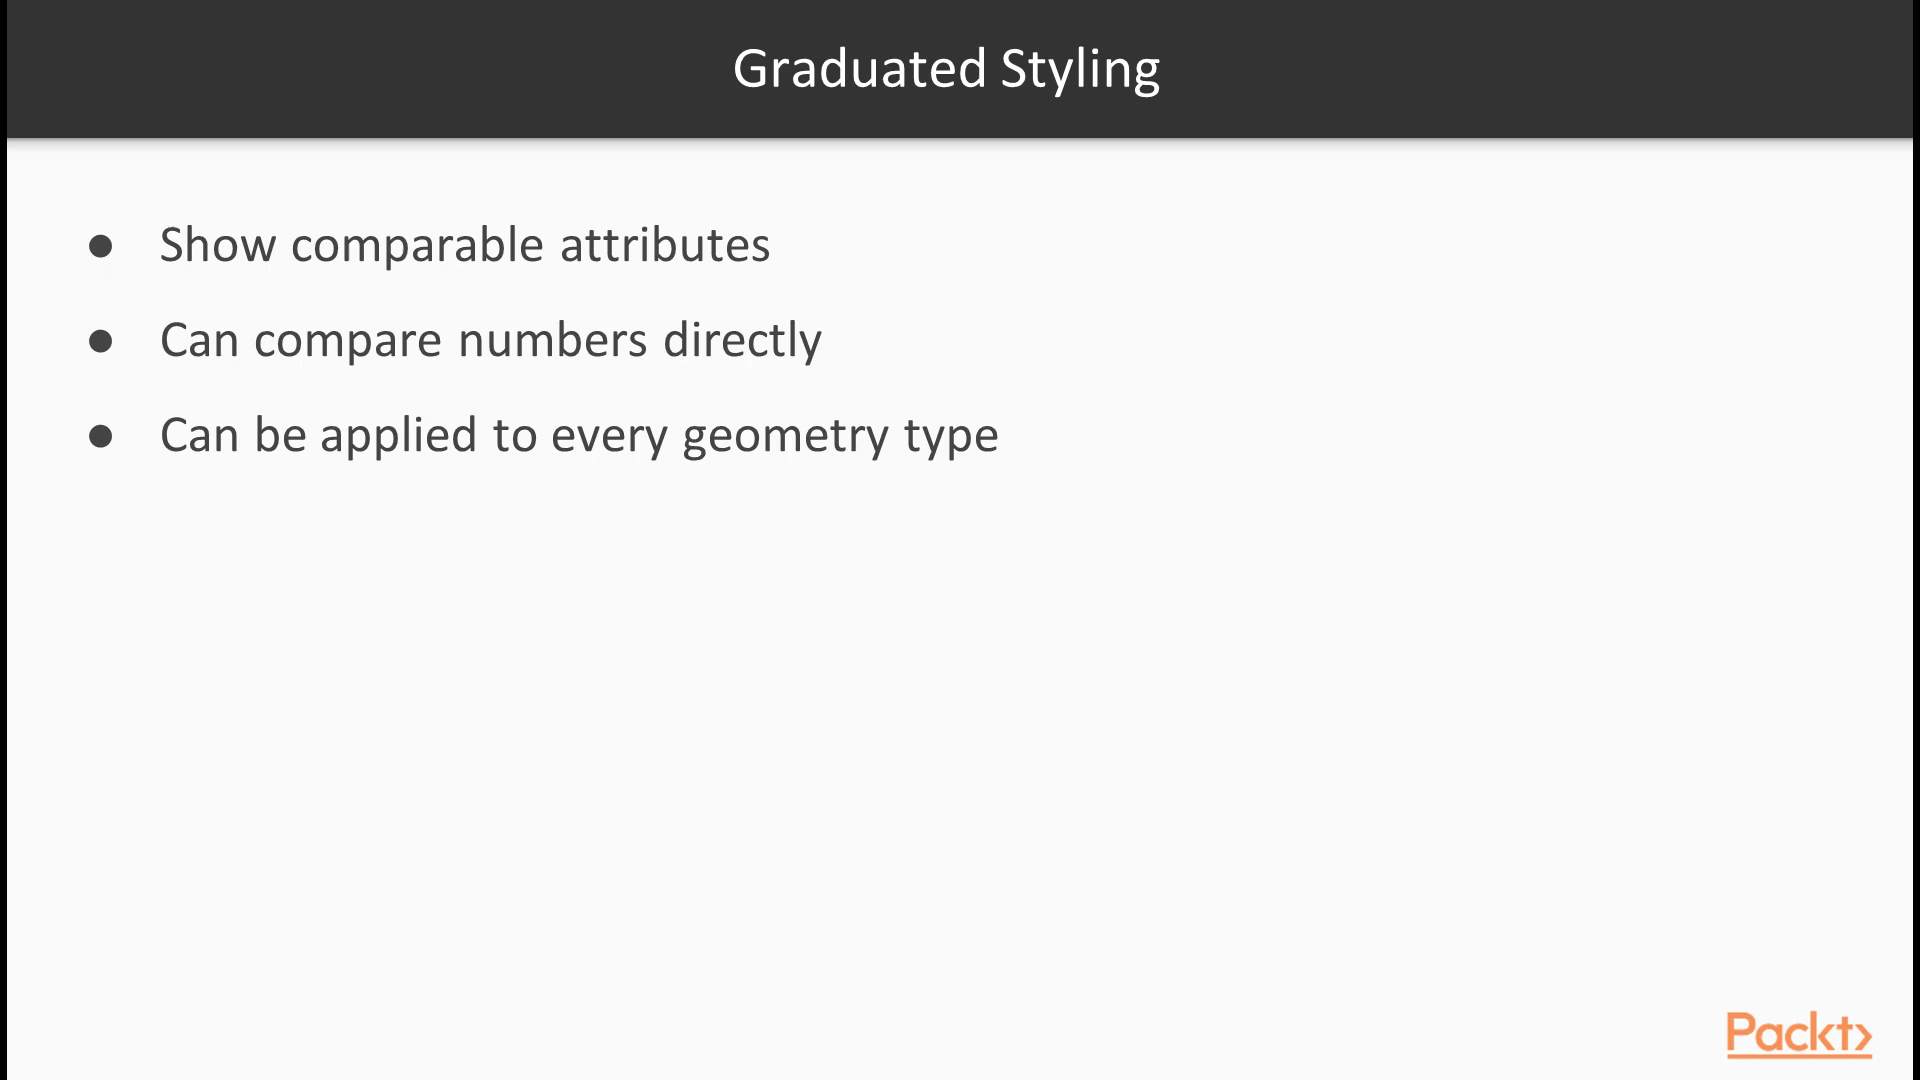 Graduated Styling
● Show comparable attributes
● Can compare numbers directly
● Can be applied to every geometry type
Packt>